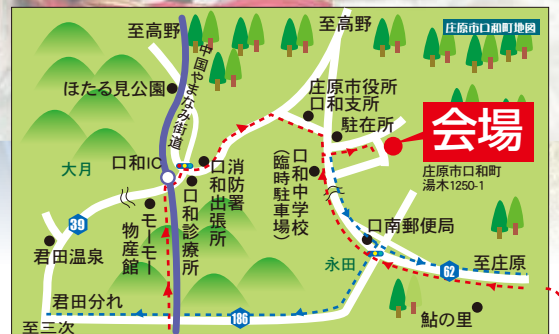 至高野
至高野
庄原市口和町地図
中国やまなみ街道
ほたる見公園
庄原市役所
口和支所
駐在所
会場
庄原市口和町
湯木1250-1
大月
口和IC
消防署
口和出張所
口和診療所
口和中学校
(臨時駐車場)
モーモー
物産館
39
君田温泉
口南郵便局
永田
62
至庄原
君田分れ
186
至三次
鮎の里